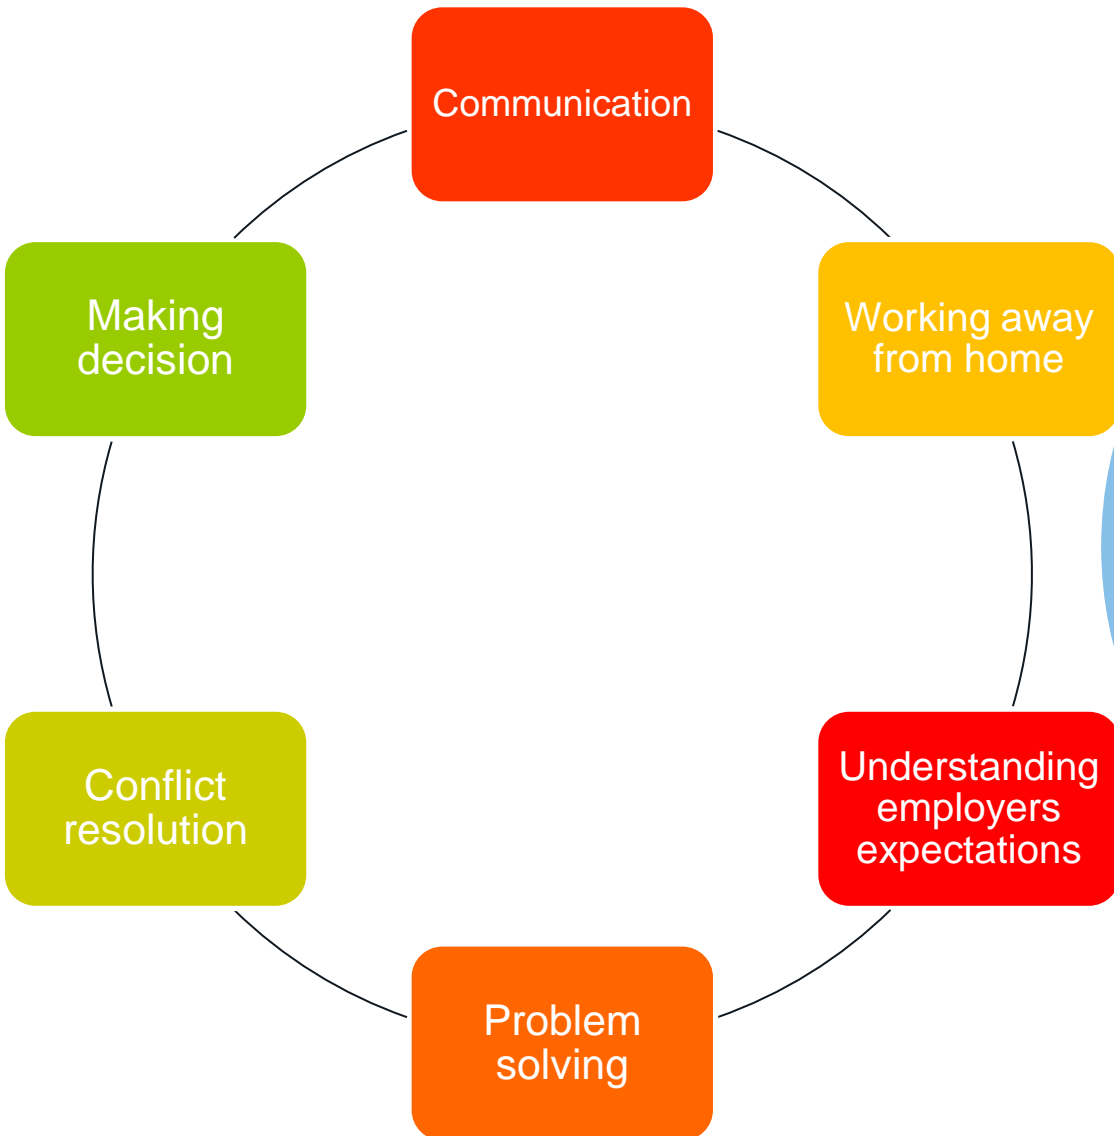 Communication
Working away
from home
Understanding
employers
expectations
Problem
solving
Conflict
resolution
Making
decision